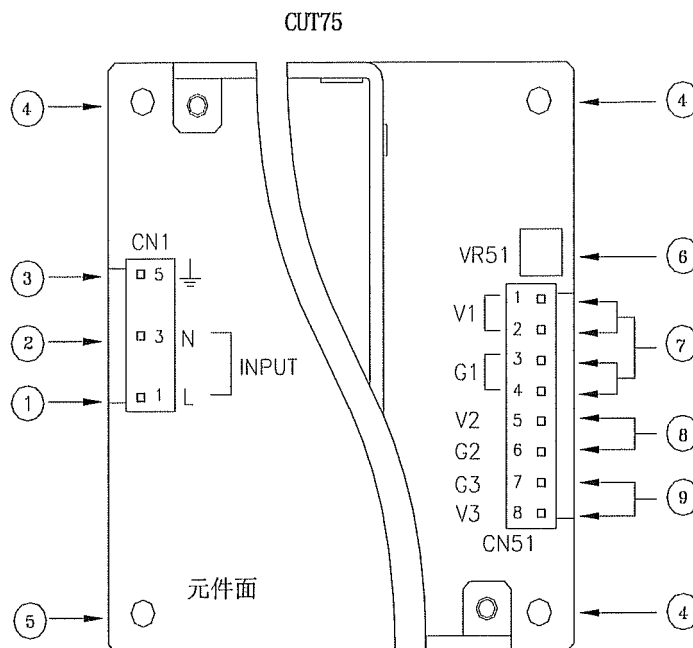 CUT75
④ ④
CN1
③ 5
② 3 N
INPUT
① 1 L
VR51 ⑥
V1 1
2
G1 3
4
⑦
V2 5
G2 6
⑧
G3 7
V3 8
⑨
CN51
元件面
⑤ ④